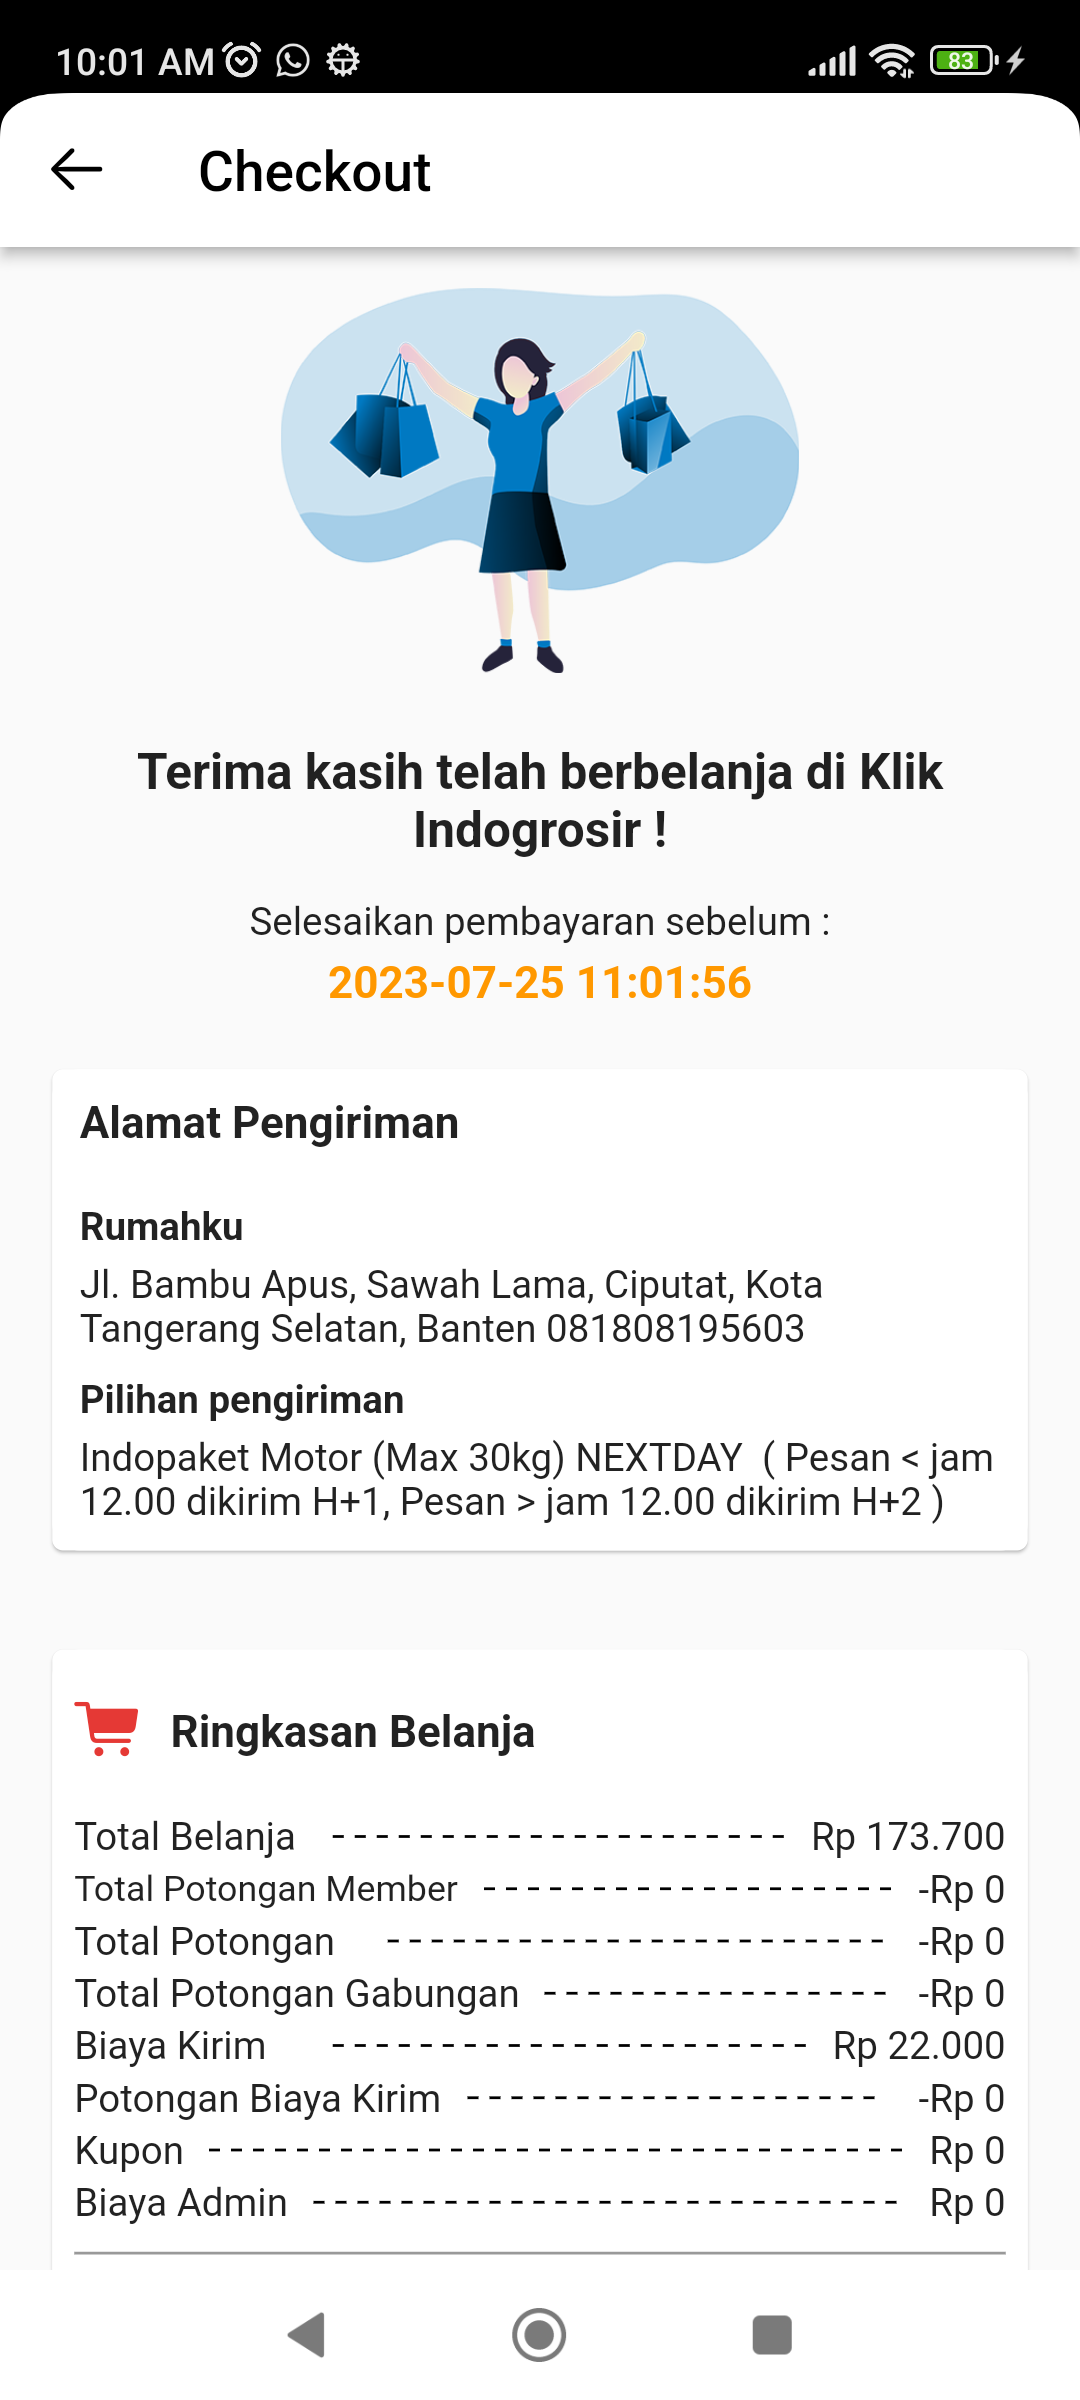 10:01 AM
83
Checkout
Terima kasih telah berbelanja di Klik
Indogrosir !
Selesaikan pembayaran sebelum :
2023-07-25 11:01:56
Alamat Pengiriman
Rumahku
Jl. Bambu Apus, Sawah Lama, Ciputat, Kota
Tangerang Selatan, Banten 081808195603
Pilihan pengiriman
Indopaket Motor (Max 30kg) NEXTDAY  ( Pesan < jam
12.00 dikirim H+1, Pesan > jam 12.00 dikirim H+2 )
Ringkasan Belanja
Total Belanja --------------------- Rp 173.700
Total Potongan Member ------------------- -Rp 0
Total Potongan ----------------------- -Rp 0
Total Potongan Gabungan ---------------- -Rp 0
Biaya Kirim ---------------------- Rp 22.000
Potongan Biaya Kirim ------------------- -Rp 0
Kupon -------------------------------- Rp 0
Biaya Admin --------------------------- Rp 0